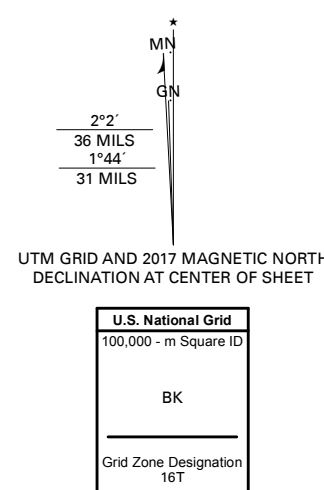 MN
GN
2°2´
36 MILS
1°44´
31 MILS
UTM GRID AND 2017 MAGNETIC NORTH
DECLINATION AT CENTER OF SHEET
U.S. National Grid
100,000 - m Square ID
BK
Grid Zone Designation
16T